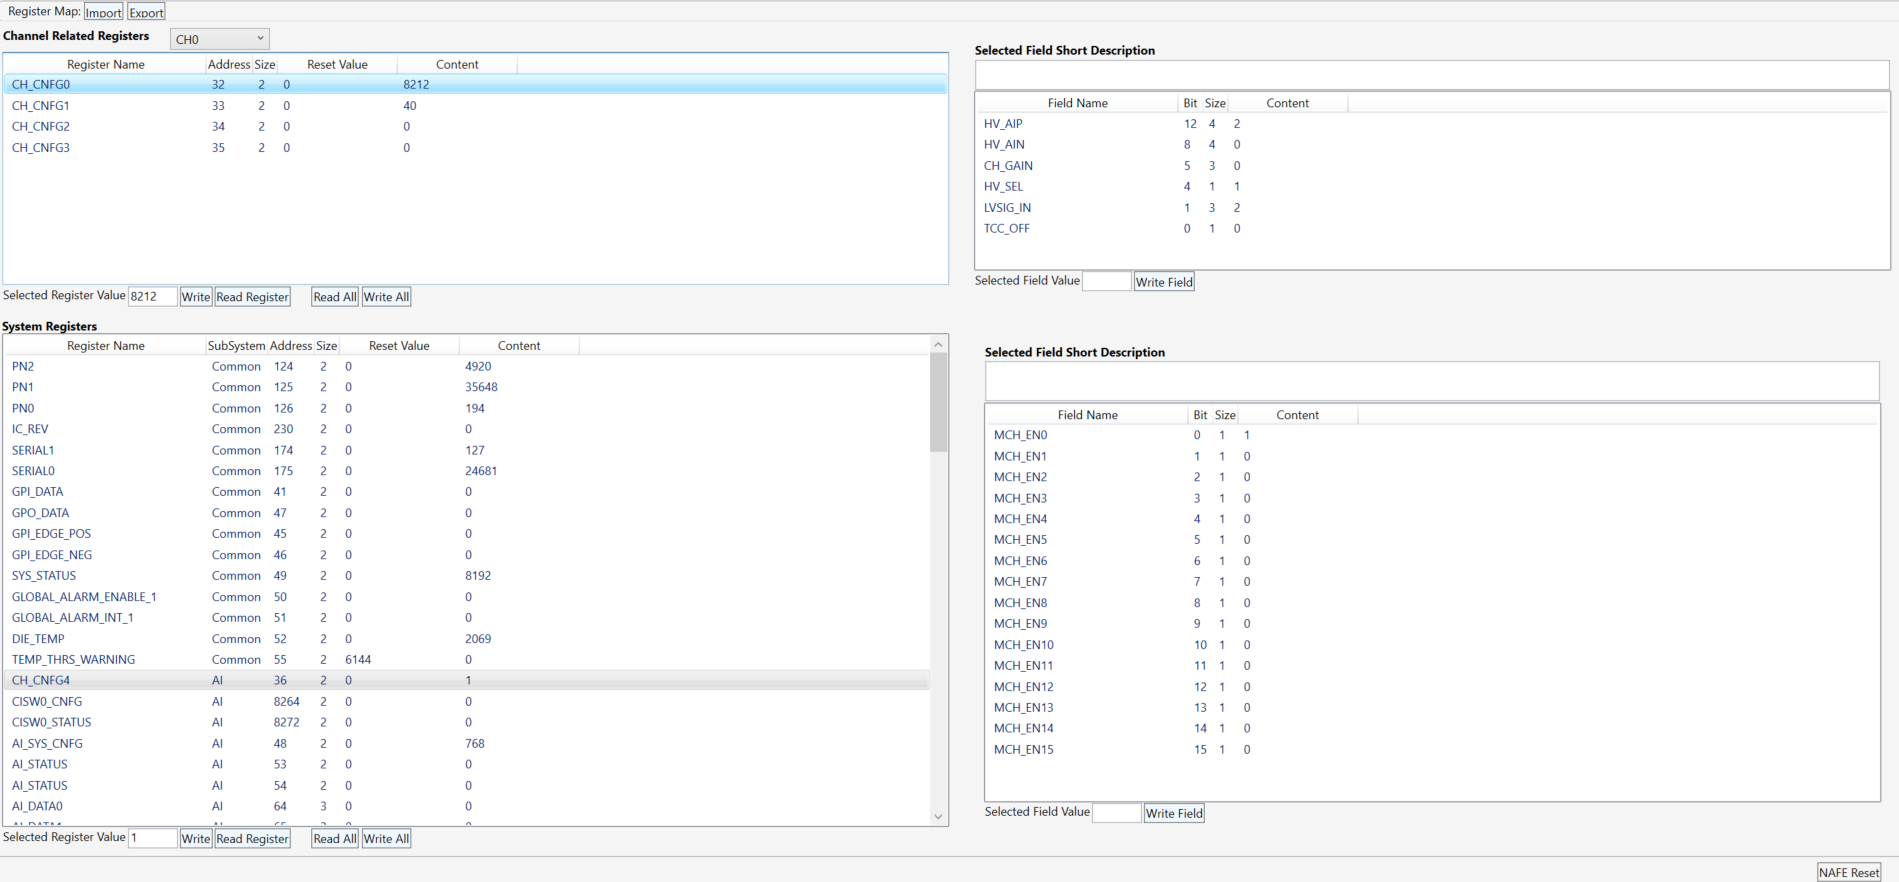 Register Map: Import Export
Channel Related Registers CH0
Register Name Address Size Reset Value Content
CH_CNFG0 32 2 0 8212
CH_CNFG1 33 2 0 40
CH_CNFG2 34 2 0 0
CH_CNFG3 35 2 0 0
Selected Register Value 8212 Write Read Register Read All Write All
Selected Field Short Description
Field Name Bit Size Content
HV_AIP 12 4 2
HV_AIN 8 4 0
CH_GAIN 5 3 0
HV_SEL 4 1 1
LVSIG_IN 1 3 2
TCC_OFF 0 1 0
Selected Field Value Write Field
System Registers
Register Name SubSystem Address Size Reset Value Content
PN2 Common 124 2 0 4920
PN1 Common 125 2 0 35648
PN0 Common 126 2 0 194
IC_REV Common 230 2 0 0
SERIAL1 Common 174 2 0 127
SERIAL0 Common 175 2 0 24681
GPI_DATA Common 41 2 0 0
GPO_DATA Common 47 2 0 0
GPI_EDGE_POS Common 45 2 0 0
GPI_EDGE_NEG Common 46 2 0 0
SYS_STATUS Common 49 2 0 8192
GLOBAL_ALARM_ENABLE_1 Common 50 2 0 0
GLOBAL_ALARM_INT_1 Common 51 2 0 0
DIE_TEMP Common 52 2 0 2069
TEMP_THRS_WARNING Common 55 2 6144 0
CH_CNFG4 AI 36 2 0 1
CISW0_CNFG AI 8264 2 0 0
CISW0_STATUS AI 8272 2 0 0
AI_SYS_CNFG AI 48 2 0 768
AI_STATUS AI 53 2 0 0
AI_STATUS AI 54 2 0 0
AI_DATA0 AI 64 3 0 0
Selected Register Value 1 Write Read Register Read All Write All
Selected Field Short Description
Field Name Bit Size Content
MCH_EN0 0 1 1
MCH_EN1 1 1 0
MCH_EN2 2 1 0
MCH_EN3 3 1 0
MCH_EN4 4 1 0
MCH_EN5 5 1 0
MCH_EN6 6 1 0
MCH_EN7 7 1 0
MCH_EN8 8 1 0
MCH_EN9 9 1 0
MCH_EN10 10 1 0
MCH_EN11 11 1 0
MCH_EN12 12 1 0
MCH_EN13 13 1 0
MCH_EN14 14 1 0
MCH_EN15 15 1 0
Selected Field Value Write Field
NAFE Reset